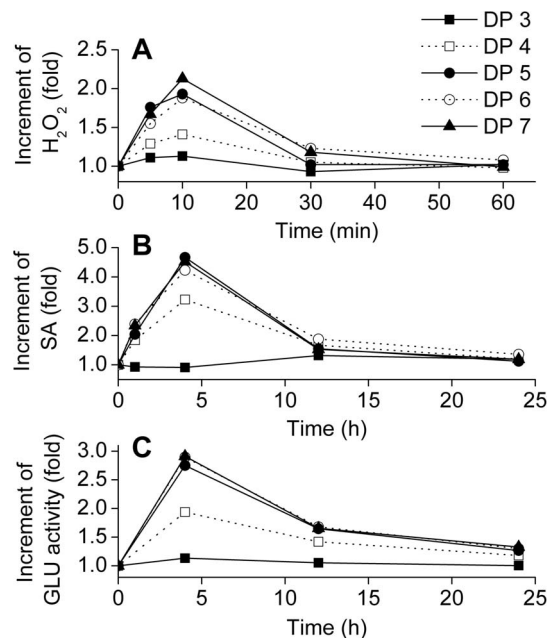 DP 3
DP 4
DP 5
DP 6
DP 7
A
Increment of
H₂O₂ (fold)
2.5
2.0
1.5
1.0
0 10 20 30 40 50 60
Time (min)
B
Increment of
SA (fold)
5.0
4.0
3.0
2.0
1.0
0 5 10 15 20 25
Time (h)
C
Increment of
GLU activity (fold)
3.0
2.5
2.0
1.5
1.0
0 5 10 15 20 25
Time (h)